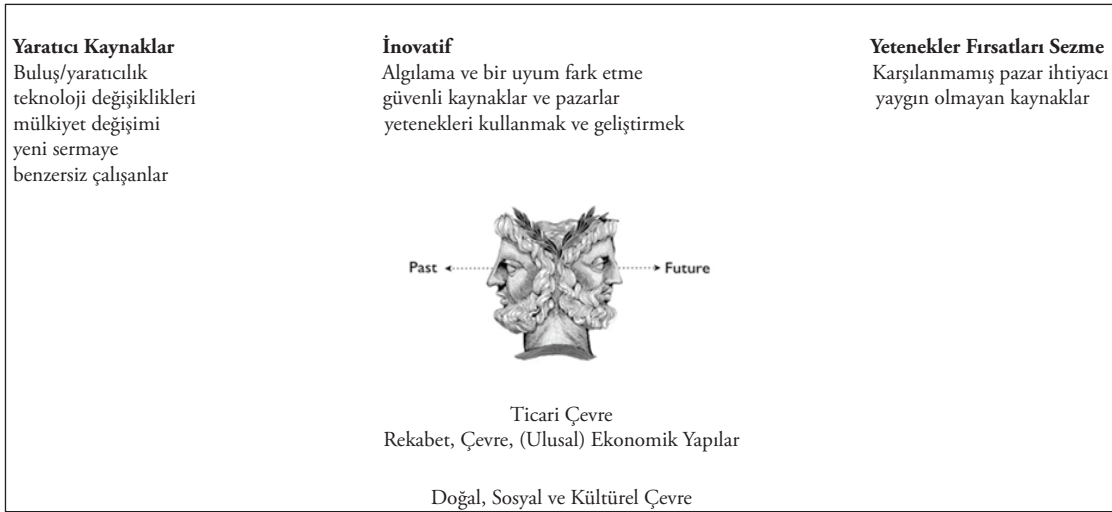 Yaratıcı Kaynaklar
Buluş/yaratıcılık
teknoloji değişiklikleri
mülkiyet değişimi
yeni sermaye
benzersiz çalışanlar
İnovatif
Algılama ve bir uyum fark etme
güvenli kaynaklar ve pazarlar
yetenekleri kullanmak ve geliştirmek
Yetenekler Fırsatları Sezme
Karşılanmamış pazar ihtiyacı
yaygın olmayan kaynaklar
Past
Future
Ticari Çevre
Rekabet, Çevre, (Ulusal) Ekonomik Yapılar
Doğal, Sosyal ve Kültürel Çevre